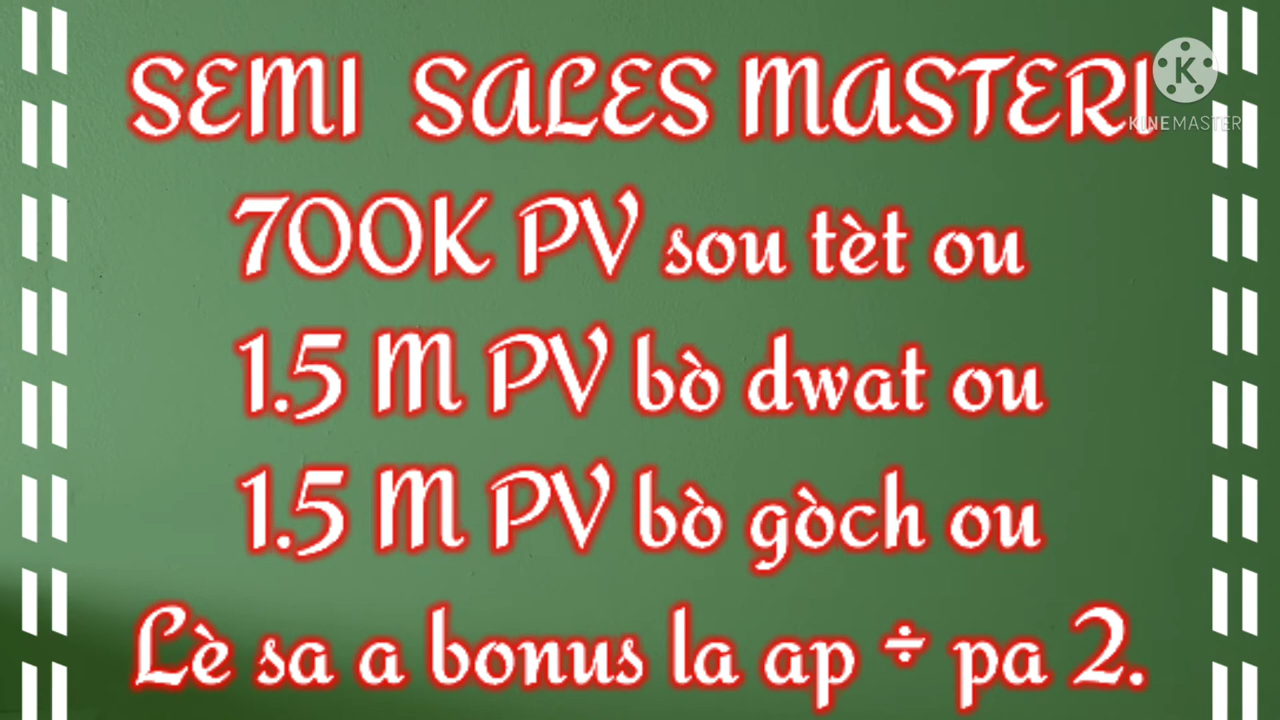 SEMI SALES MASTER!
700K PV sou tèt ou
1.5 M PV bò dwat ou
1.5 M PV bò gòch ou
Lè sa a bonus la ap ÷ pa 2.
K
KINEMASTER